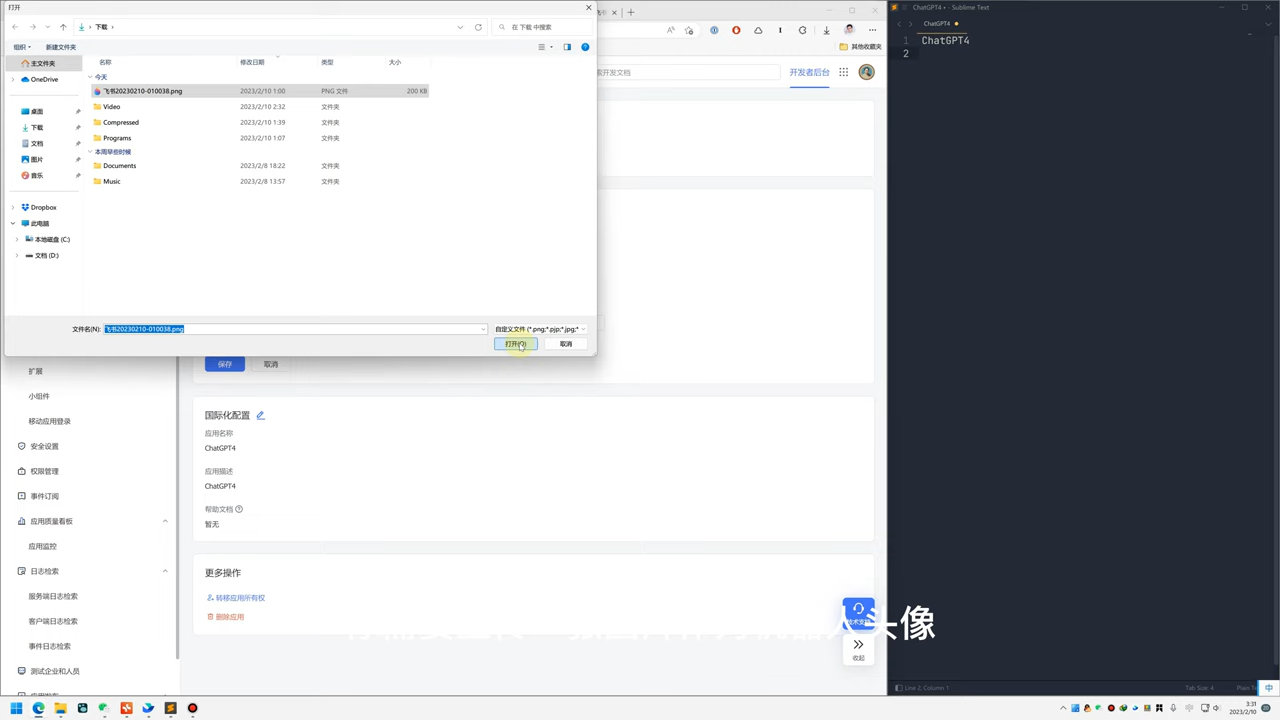 打开
下载
在 下载 中搜索
组织
新建文件夹
主文件夹
OneDrive
桌面
下载
文档
图片
音乐
Dropbox
此电脑
本地磁盘 (C:)
文档 (D:)
名称
修改日期
类型
大小
今天
飞书20230210-010038.png
2023/2/10 1:00
PNG 文件
200 KB
Video
2023/2/10 2:32
文件夹
Compressed
2023/2/10 1:39
文件夹
Programs
2023/2/10 1:07
文件夹
本周早些时候
Documents
2023/2/8 18:22
文件夹
Music
2023/2/8 13:57
文件夹
文件名(N):
飞书20230210-010038.png
自定义文件 (*.png;*.pjp;*.jpg;*
打开(O)
取消
其他收藏夹
索开发文档
开发者后台
保存
取消
扩展
小组件
移动应用登录
安全设置
权限管理
事件订阅
应用质量看板
应用监控
日志检索
服务端日志检索
客户端日志检索
事件日志检索
测试企业和人员
国际化配置
应用名称
ChatGPT4
应用描述
ChatGPT4
帮助文档
暂无
更多操作
转移应用所有权
删除应用
收起
头像
ChatGPT4 • - Sublime Text
ChatGPT4
1 ChatGPT4
2
Line 2, Column 1
Tab Size: 4
中
3:31
2023/2/10